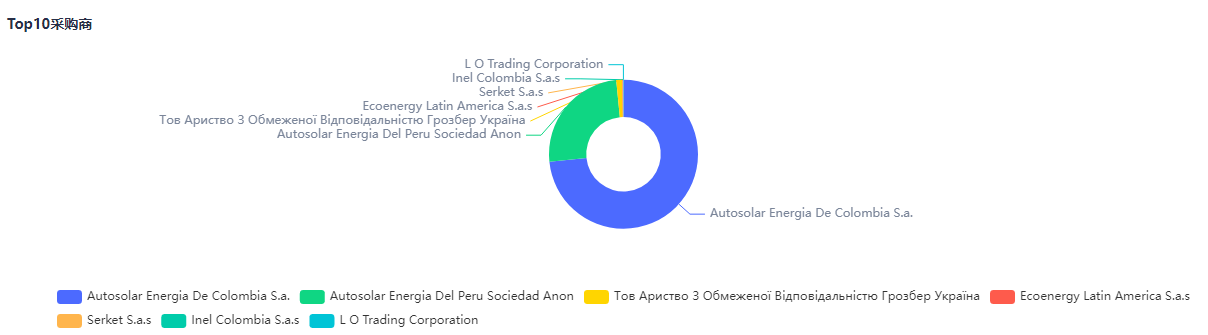 Top10采购商
L O Trading Corporation
Inel Colombia S.a.s
Serket S.a.s
Ecoenergy Latin America S.a.s
Тов Ариство З Обмеженої Відповідальністю Грозбер Україна
Autosolar Energia Del Peru Sociedad Anon
Autosolar Energia De Colombia S.a.
Autosolar Energia De Colombia S.a. Autosolar Energia Del Peru Sociedad Anon Тов Ариство З Обмеженої Відповідальністю Грозбер Україна Ecoenergy Latin America S.a.s
Serket S.a.s Inel Colombia S.a.s L O Trading Corporation